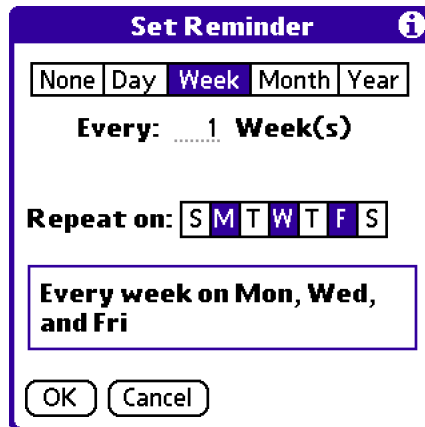 Set Reminder i
None Day Week Month Year
Every: 1 Week(s)
Repeat on: S M T W T F S
Every week on Mon, Wed,
and Fri
OK Cancel